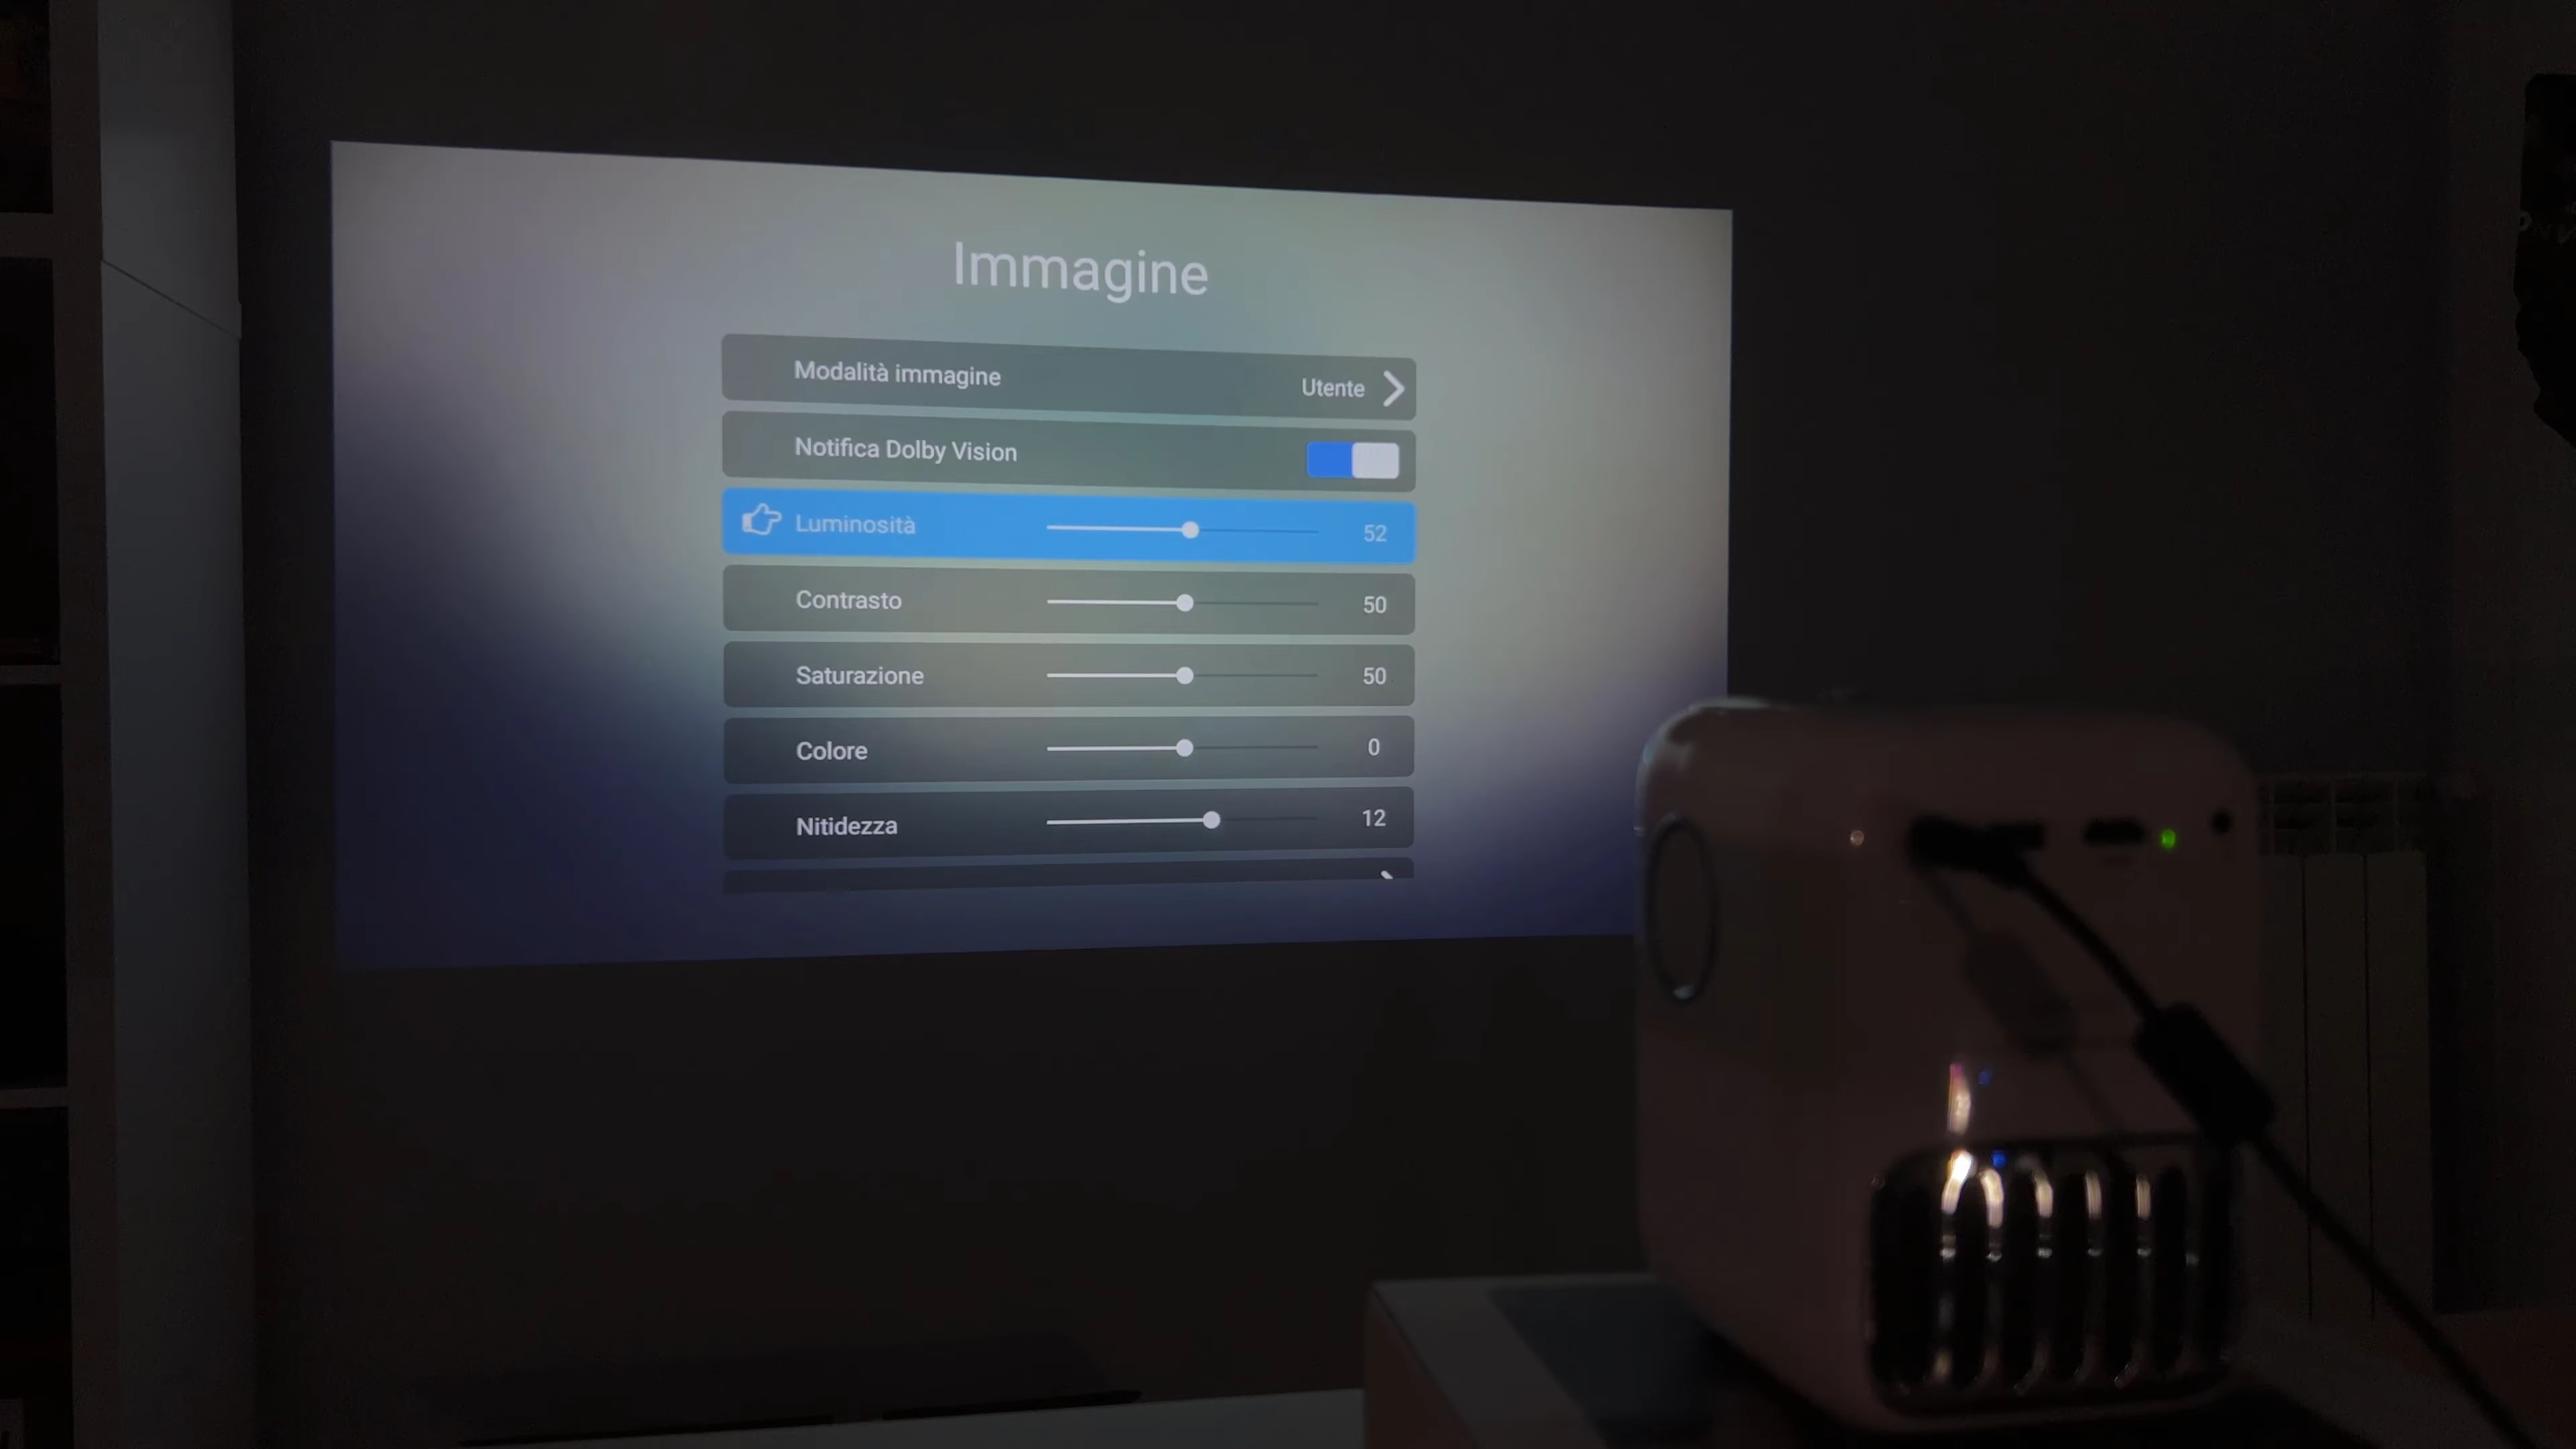 Immagine
Modalità immagine Utente
Notifica Dolby Vision
Luminosità 52
Contrasto 50
Saturazione 50
Colore 0
Nitidezza 12